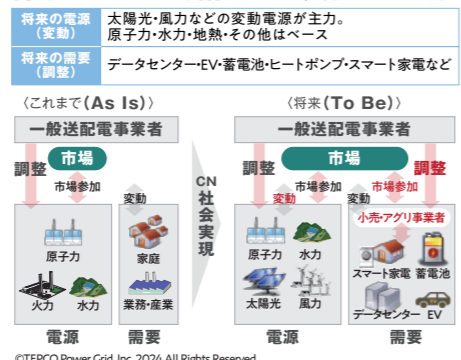 将来の電源
（変動）
太陽光・風力などの変動電源が主力。
原子力・水力・地熱・その他はベース
将来の需要
（調整）
データセンター・EV・蓄電池・ヒートポンプ・スマート家電など
〈これまで(As Is)〉
一般送配電事業者
調整
市場
市場参加
変動
原子力
家庭
火力
水力
業務・産業
電源
需要
CN
社会実現
〈将来(To Be)〉
一般送配電事業者
調整
市場
調整
市場参加
市場参加
変動
変動
小売・アグリ事業者
原子力
水力
スマート家電
蓄電池
太陽光
風力
データセンター
EV
電源
需要
©TEPCO Power Grid, Inc. 2024 All Rights Reserved